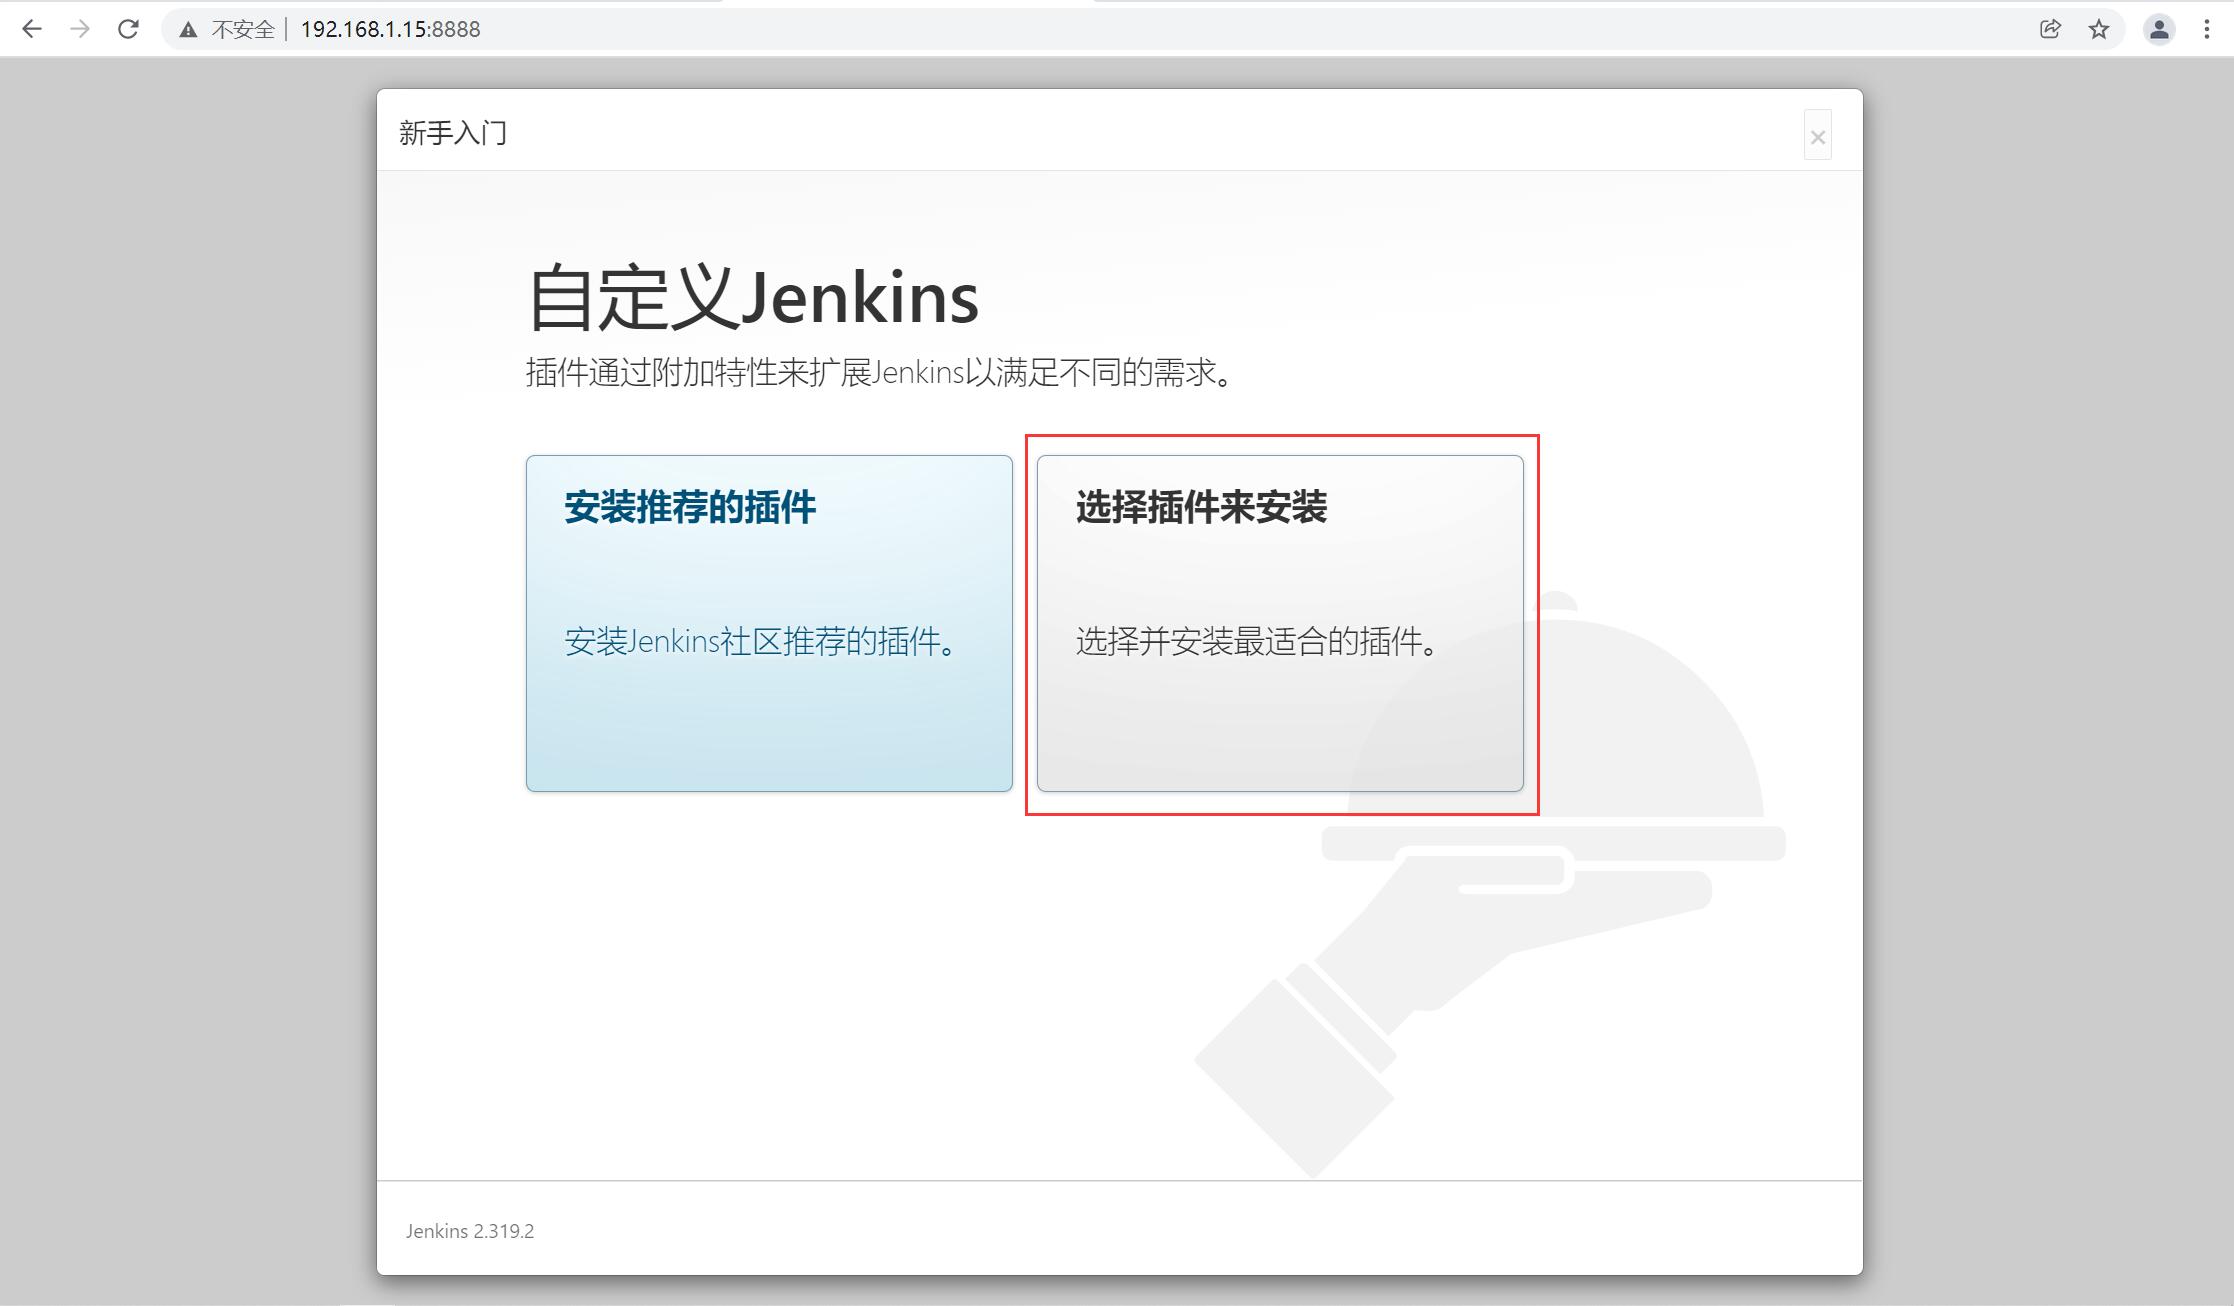 不安全 | 192.168.1.15:8888
新手入门
×
自定义Jenkins
插件通过附加特性来扩展Jenkins以满足不同的需求。
安装推荐的插件
安装Jenkins社区推荐的插件。
选择插件来安装
选择并安装最适合的插件。
Jenkins 2.319.2